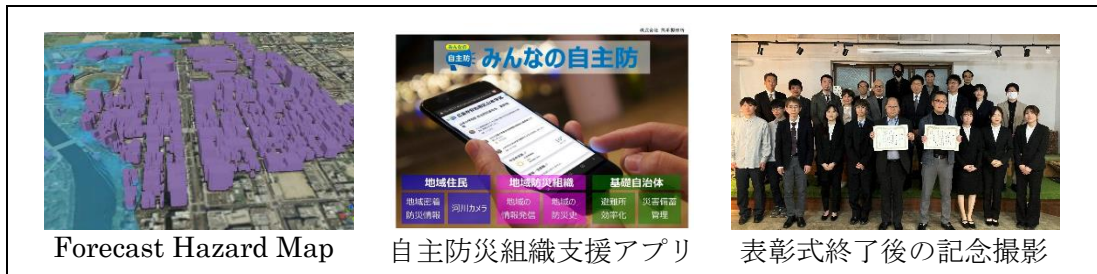 みんなの
自主防
みんなの自主防
地域住民
地域防災組織
基礎自治体
地域密着
防災情報
河川カメラ
地域の
情報発信
地域の
防災史
避難所
効率化
災害備蓄
管理
Forecast Hazard Map
自主防災組織支援アプリ
表彰式終了後の記念撮影